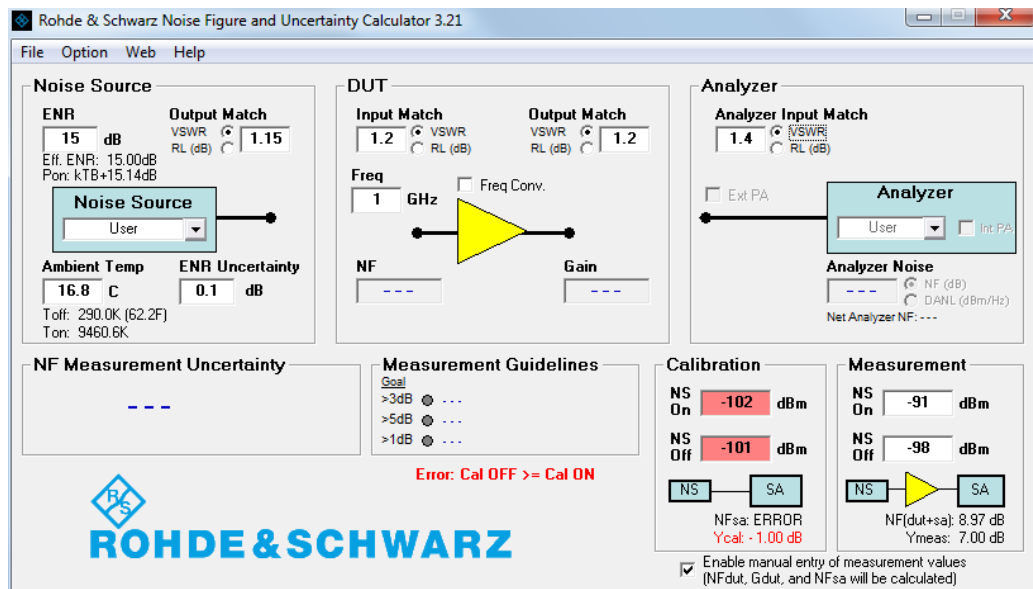 Rohde & Schwarz Noise Figure and Uncertainty Calculator 3.21
File Option Web Help
Noise Source
ENR
15 dB
Output Match
VSWR
RL (dB)
1.15
Eff. ENR: 15.00dB
Pon: kTB+15.14dB
Noise Source
User
Ambient Temp
16.8 C
ENR Uncertainty
0.1 dB
Toff: 290.0K (62.2F)
Ton: 9460.6K
DUT
Input Match
1.2
VSWR
RL (dB)
Output Match
VSWR
RL (dB)
1.2
Freq
1 GHz
Freq Conv.
NF
---
Gain
---
Analyzer
Analyzer Input Match
1.4
VSWR
RL (dB)
Ext PA
Analyzer
User
Int PA
Analyzer Noise
---
NF (dB)
DANL (dBm/Hz)
Net Analyzer NF: ---
NF Measurement Uncertainty
---
Measurement Guidelines
Goal
>3dB ---
>5dB ---
>1dB ---
Error: Cal OFF >= Cal ON
Calibration
NS On -102 dBm
NS Off -101 dBm
NS SA
NFsa: ERROR
Ycal: - 1.00 dB
Measurement
NS On -91 dBm
NS Off -98 dBm
NS SA
NF(dut+sa): 8.97 dB
Ymeas: 7.00 dB
Enable manual entry of measurement values
(NFdut, Gdut, and NFsa will be calculated)
R S
ROHDE & SCHWARZ